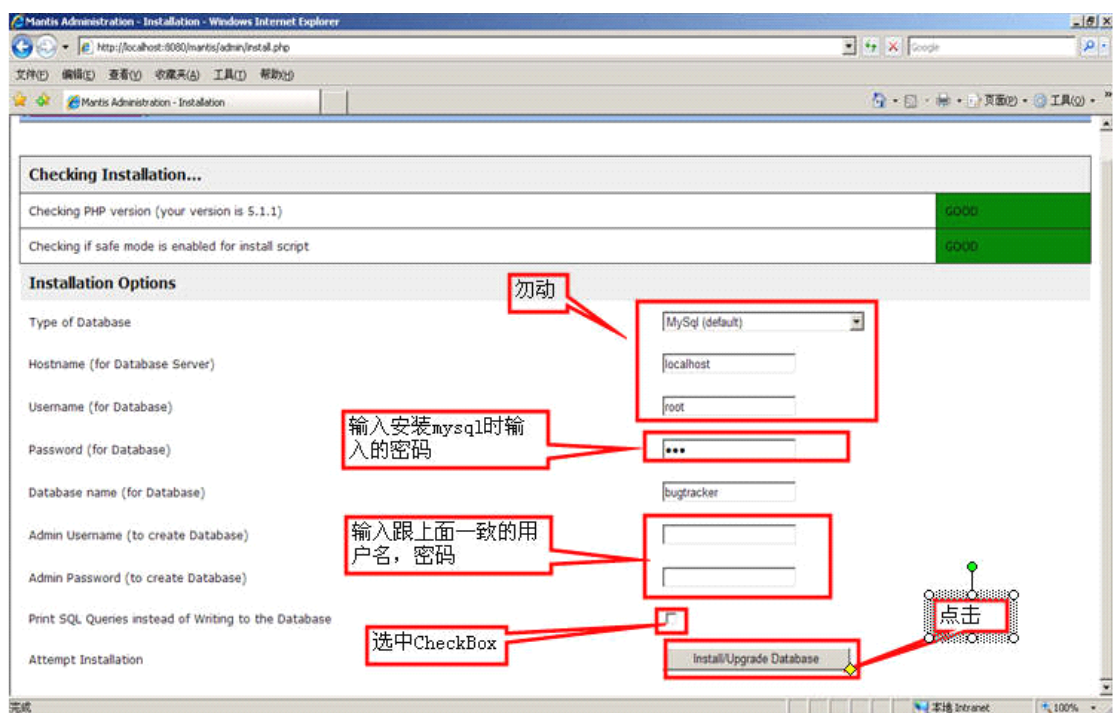 Mantis Administration - Installation - Windows Internet Explorer
http://localhost:8080/mantis/admin/install.php
Google
文件(F) 编辑(E) 查看(V) 收藏夹(A) 工具(T) 帮助(H)
Mantis Administration - Installation
页面(P) 工具(O)
Checking Installation...
Checking PHP version (your version is 5.1.1) GOOD
Checking if safe mode is enabled for install script GOOD
Installation Options
勿动
Type of Database MySql (default)
Hostname (for Database Server) localhost
Username (for Database) root
输入安装mysql时输
入的密码
Password (for Database)
Database name (for Database) bugtracker
输入跟上面一致的用
户名，密码
Admin Username (to create Database)
Admin Password (to create Database)
点击
Print SQL Queries instead of Writing to the Database
选中CheckBox
Attempt Installation Install/Upgrade Database
完成 本地 Intranet 100%